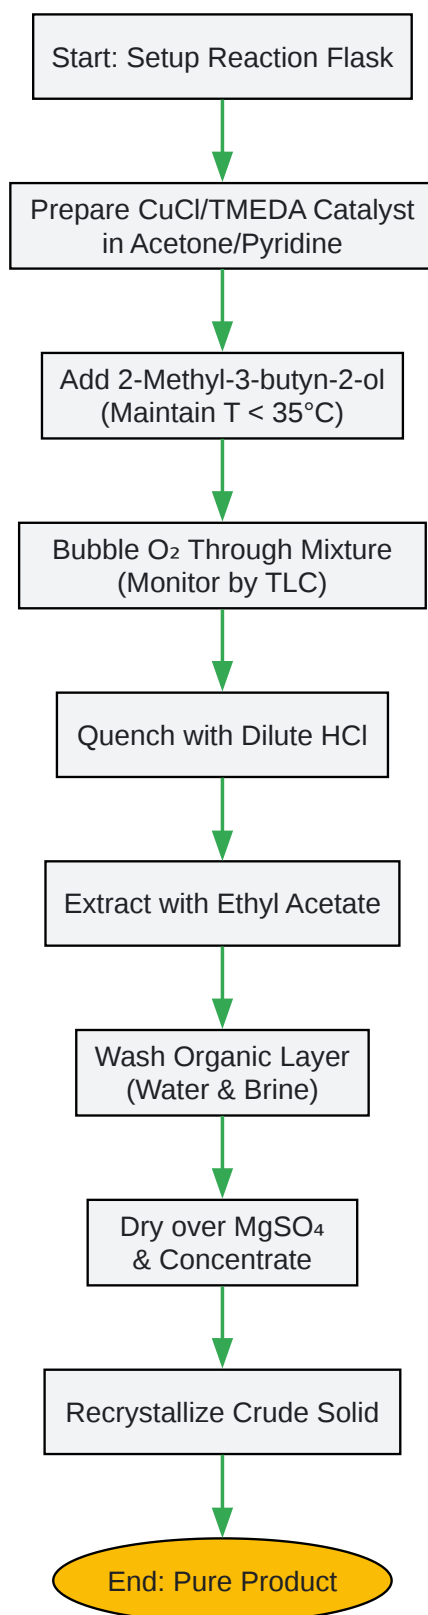 Start: Setup Reaction Flask
Prepare CuCl/TMEDA Catalyst
in Acetone/Pyridine
Add 2-Methyl-3-butyn-2-ol
(Maintain T < 35°C)
Bubble O₂ Through Mixture
(Monitor by TLC)
Quench with Dilute HCl
Extract with Ethyl Acetate
Wash Organic Layer
(Water & Brine)
Dry over MgSO₄
& Concentrate
Recrystallize Crude Solid
End: Pure Product